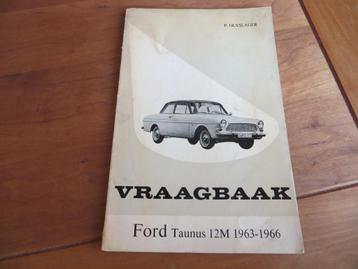 P. OLYSLAGER
VRAAGBAAK
Ford Taunus 12M 1963-1966